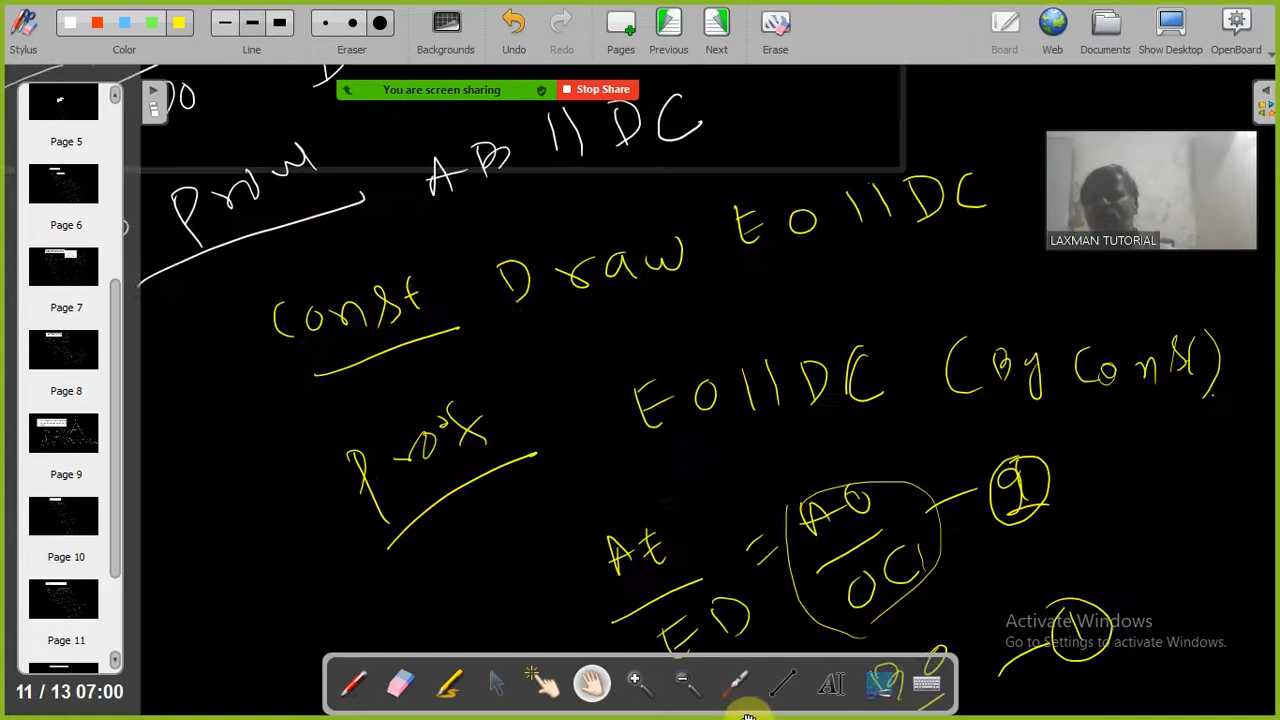 Stylus Color Line Eraser Backgrounds Undo Redo Pages Previous Next Erase Board Web Documents Show Desktop OpenBoard
You are screen sharing Stop Share
Page 5
Page 6
Page 7
Page 8
Page 9
Page 10
Page 11
11 / 13 07:00
LAXMAN TUTORIAL
Prove AB || DC
Const Draw EO || DC
EO || DC (By Const)
Proof
AE/ED = AO/OC - 2
1
Activate Windows
Go to Settings to activate Windows.